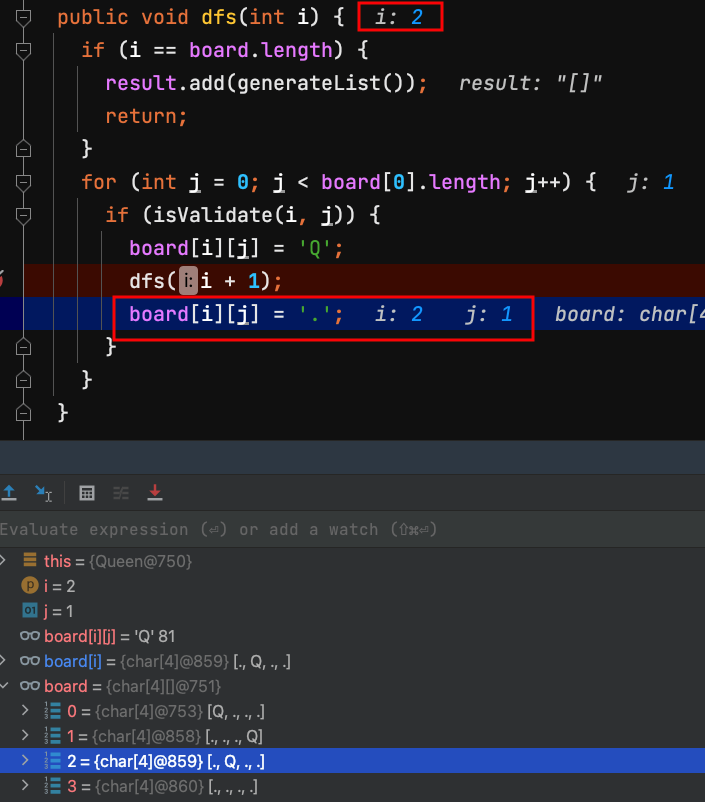 public void dfs(int i) { i: 2
if (i == board.length) {
result.add(generateList()); result: "[]"
return;
}
for (int j = 0; j < board[0].length; j++) { j: 1
if (isValidate(i, j)) {
board[i][j] = 'Q';
dfs( i: i + 1);
board[i][j] = '.'; i: 2 j: 1 board: char[4
}
}
}
Evaluate expression (⏎) or add a watch (⇧⌘⏎)
this = {Queen@750}
p i = 2
01 j = 1
board[i][j] = 'Q' 81
board[i] = {char[4]@859} [., Q, ., .]
board = {char[4][]@751}
0 = {char[4]@753} [Q, ., ., .]
1 = {char[4]@858} [., ., ., Q]
2 = {char[4]@859} [., Q, ., .]
3 = {char[4]@860} [., ., ., .]